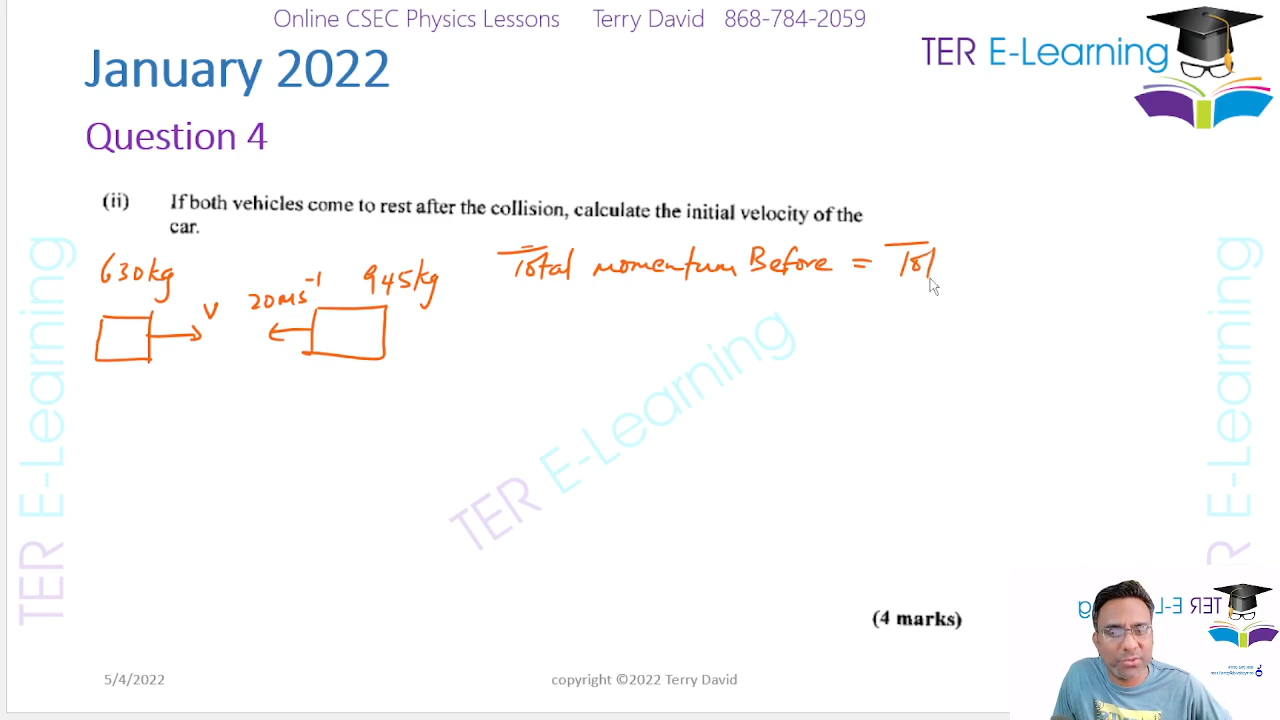 Online CSEC Physics Lessons Terry David 868-784-2059
TER E-Learning
January 2022
Question 4
(ii) If both vehicles come to rest after the collision, calculate the initial velocity of the
car.
630kg
v
20ms⁻¹
945kg
Total momentum Before = Tot
TER E-Learning
TER E-Learning
TER E-Learning
(4 marks)
5/4/2022
copyright ©2022 Terry David